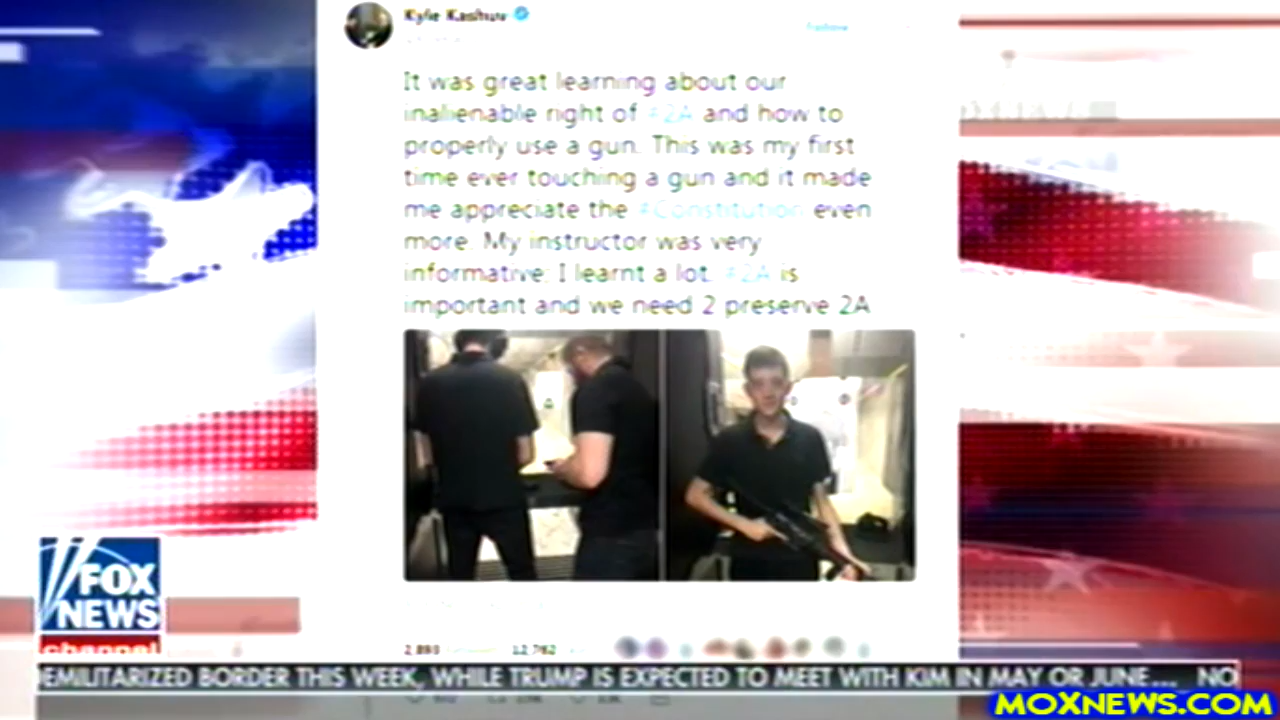 Kyle Kashuv
It was great learning about our
inalienable right of #2A and how to
properly use a gun. This was my first
time ever touching a gun and it made
me appreciate the #Constitution even
more. My instructor was very
informative. I learnt a lot. #2A is
important and we need 2 preserve 2A
12,762
FOX
NEWS
channel
EMILITARIZED BORDER THIS WEEK, WHILE TRUMP IS EXPECTED TO MEET WITH KIM IN MAY OR JUNE... NO
MOXNEWS.COM